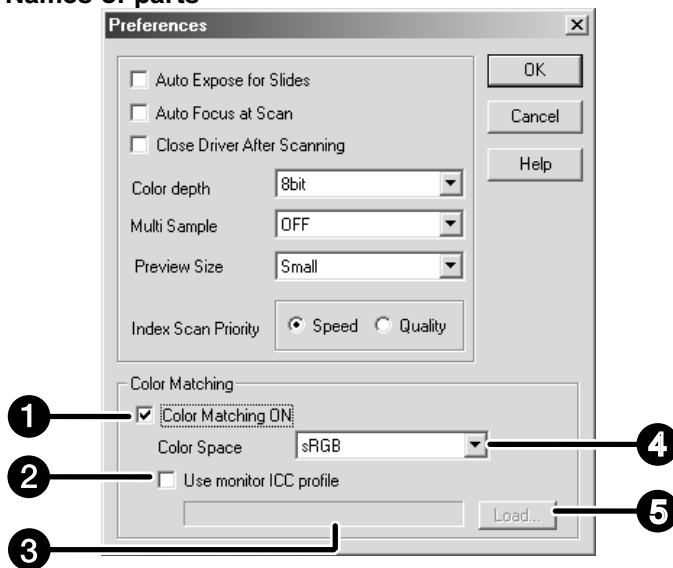 Names of parts
Preferences
Auto Expose for Slides
OK
Auto Focus at Scan
Cancel
Close Driver After Scanning
Help
Color depth 8bit
Multi Sample OFF
Preview Size Small
Index Scan Priority Speed Quality
Color Matching
1 Color Matching ON
Color Space sRGB 4
2 Use monitor ICC profile
Load... 5
3